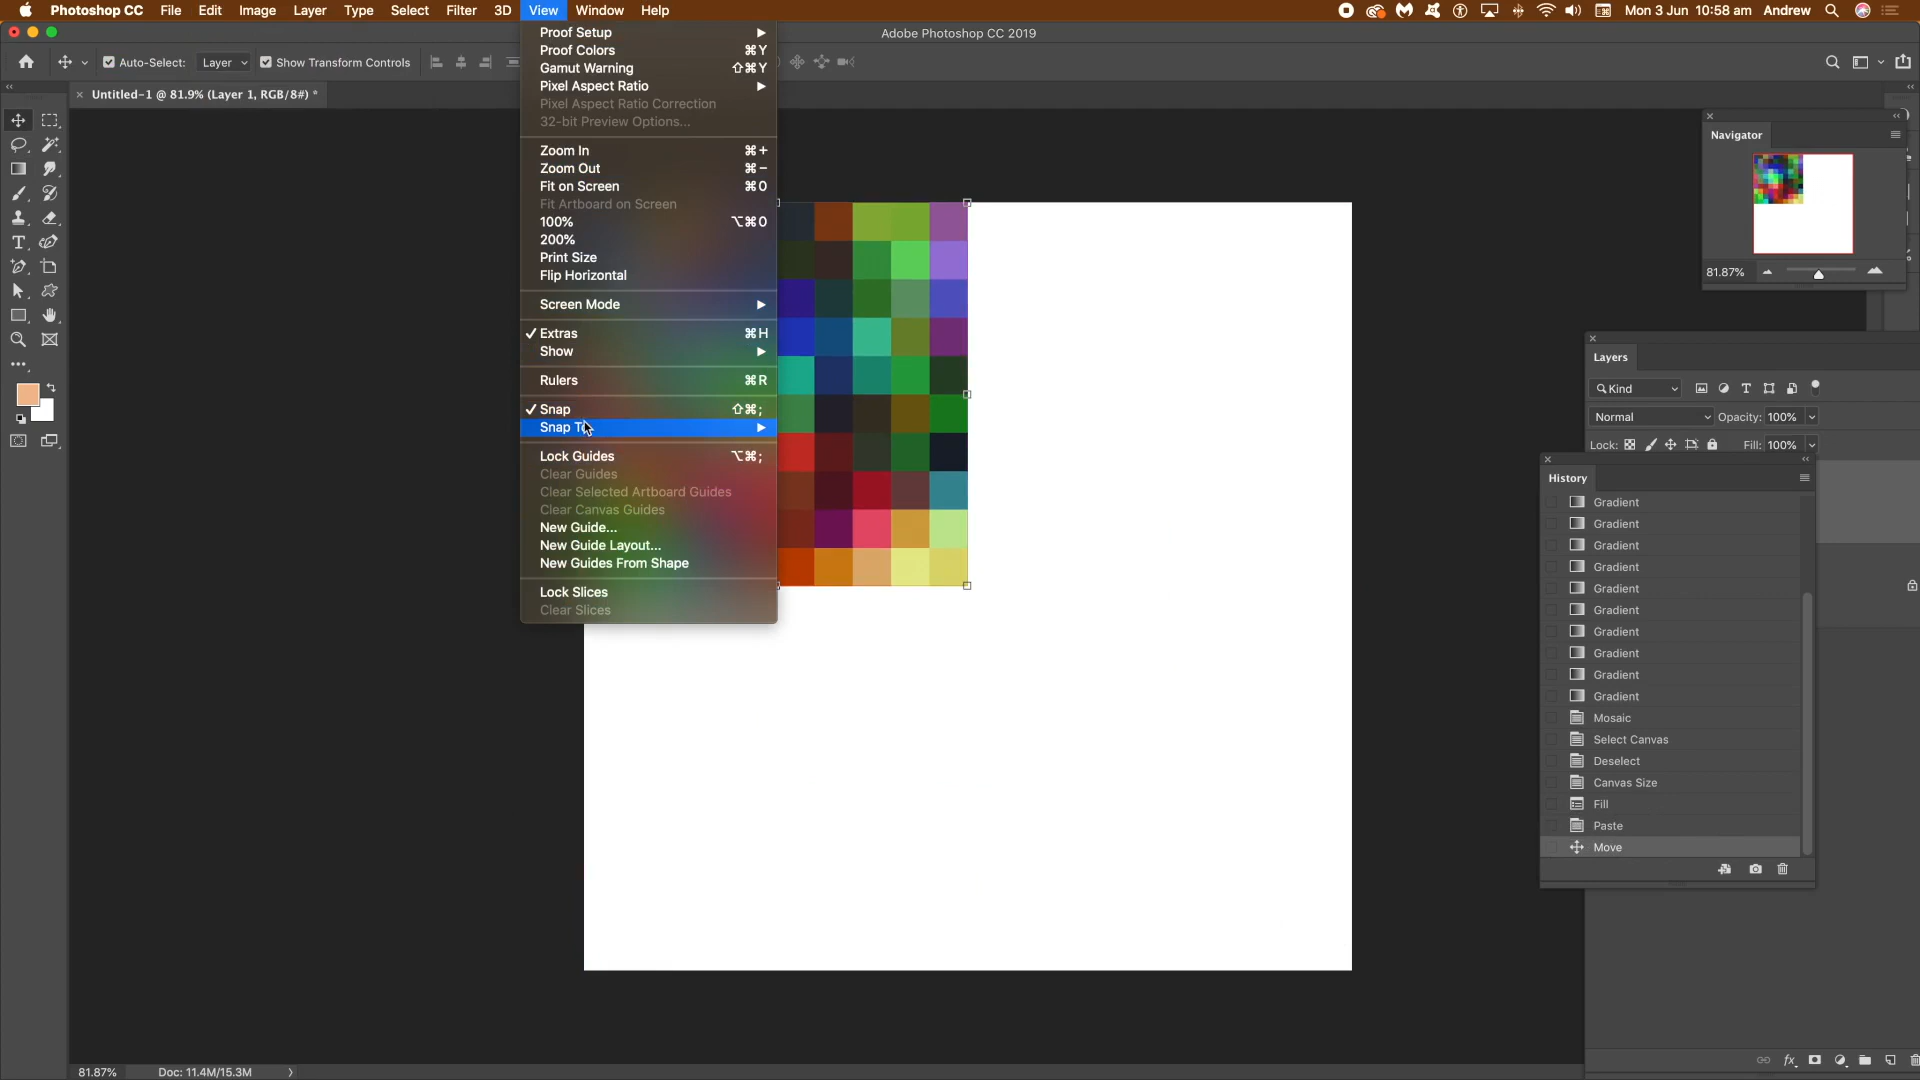 Photoshop CC File Edit Image Layer Type Select Filter 3D View Window Help Mon 3 Jun 10:58 am Andrew
Adobe Photoshop CC 2019
Auto-Select: Layer Show Transform Controls
Untitled-1 @ 81.9% (Layer 1, RGB/8#) *
Proof Setup
Proof Colors ⌘Y
Gamut Warning ⇧⌘Y
Pixel Aspect Ratio
Pixel Aspect Ratio Correction
32-bit Preview Options...
Zoom In ⌘+
Zoom Out ⌘−
Fit on Screen ⌘0
Fit Artboard on Screen
100% ⌥⌘0
200%
Print Size
Flip Horizontal
Screen Mode
✓ Extras ⌘H
Show
Rulers ⌘R
✓ Snap ⇧⌘;
Snap T
Lock Guides ⌥⌘;
Clear Guides
Clear Selected Artboard Guides
Clear Canvas Guides
New Guide...
New Guide Layout...
New Guides From Shape
Lock Slices
Clear Slices
Navigator
81.87%
Layers
Kind
Normal Opacity: 100%
Lock: Fill: 100%
History
Gradient
Gradient
Gradient
Gradient
Gradient
Gradient
Gradient
Gradient
Gradient
Gradient
Mosaic
Select Canvas
Deselect
Canvas Size
Fill
Paste
Move
81.87% Doc: 11.4M/15.3M